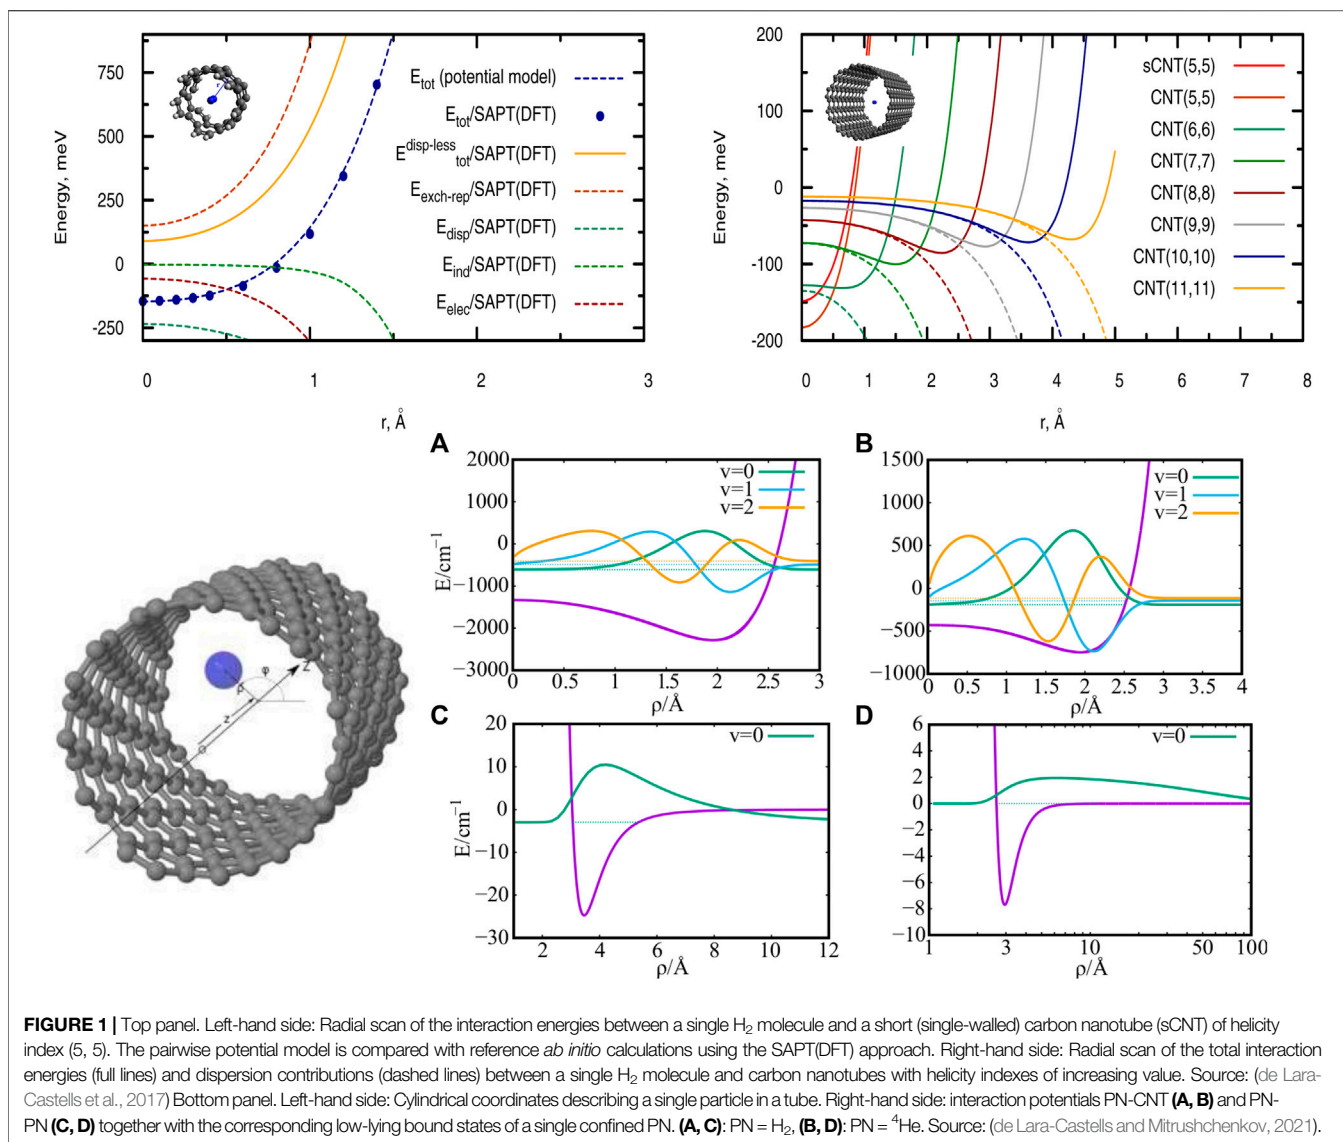 750
500
250
0
-250
Energy, meV
0
1
2
3
r, Å
r
E_tot (potential model)
E_tot/SAPT(DFT)
E^disp-less_tot/SAPT(DFT)
E_exch-rep/SAPT(DFT)
E_disp/SAPT(DFT)
E_ind/SAPT(DFT)
E_elec/SAPT(DFT)
200
100
0
-100
-200
Energy, meV
0
1
2
3
4
5
6
7
8
r, Å
sCNT(5,5)
CNT(5,5)
CNT(6,6)
CNT(7,7)
CNT(8,8)
CNT(9,9)
CNT(10,10)
CNT(11,11)
Z
φ
ρ
z
A
2000
1000
0
−1000
−2000
−3000
E/cm⁻¹
0
0.5
1
1.5
2
2.5
3
ρ/Å
v=0
v=1
v=2
B
1500
1000
500
0
−500
−1000
0
0.5
1
1.5
2
2.5
3
3.5
4
ρ/Å
v=0
v=1
v=2
C
20
10
0
−10
−20
−30
E/cm⁻¹
2
4
6
8
10
12
ρ/Å
v=0
D
6
4
2
0
−2
−4
−6
−8
−10
1
3
10
30
100
ρ/Å
v=0
FIGURE 1 | Top panel. Left-hand side: Radial scan of the interaction energies between a single H₂ molecule and a short (single-walled) carbon nanotube (sCNT) of helicity
index (5, 5). The pairwise potential model is compared with reference ab initio calculations using the SAPT(DFT) approach. Right-hand side: Radial scan of the total interaction
energies (full lines) and dispersion contributions (dashed lines) between a single H₂ molecule and carbon nanotubes with helicity indexes of increasing value. Source: (de Lara-
Castells et al., 2017) Bottom panel. Left-hand side: Cylindrical coordinates describing a single particle in a tube. Right-hand side: interaction potentials PN-CNT (A, B) and PN-
PN (C, D) together with the corresponding low-lying bound states of a single confined PN. (A, C): PN = H₂, (B, D): PN = ⁴He. Source: (de Lara-Castells and Mitrushchenkov, 2021).